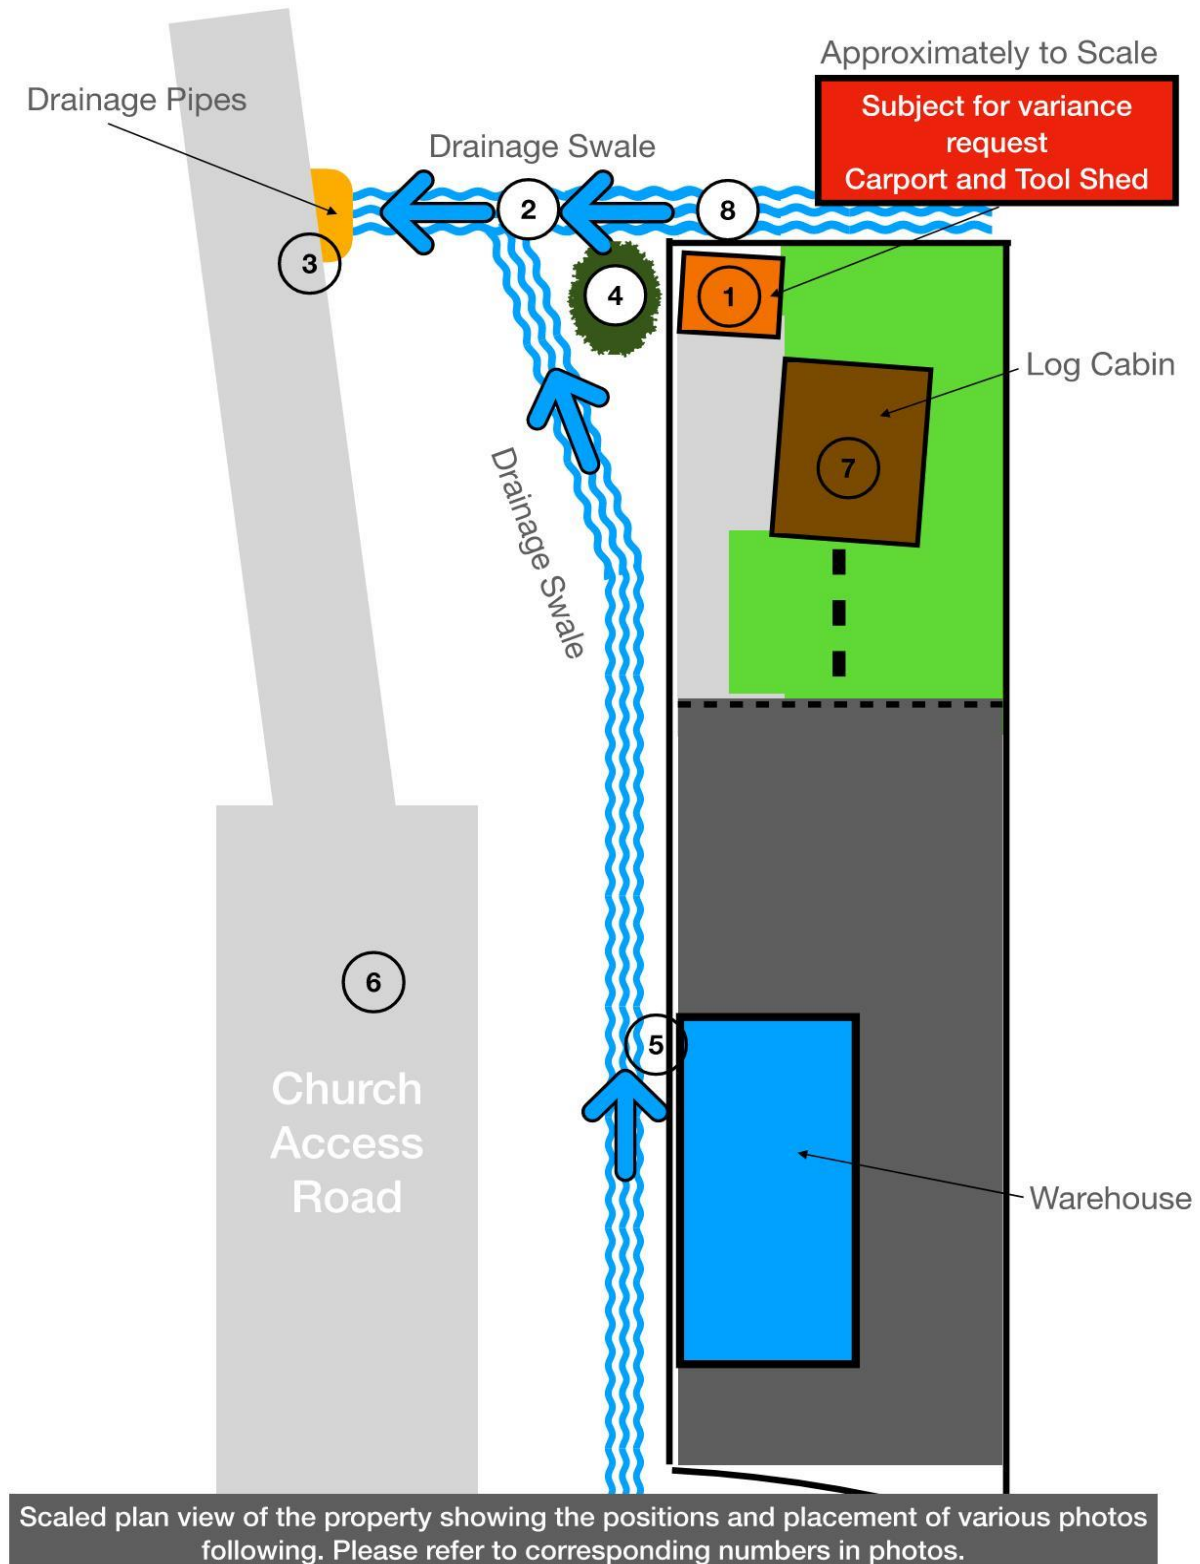 Approximately to Scale
Subject for variance
request
Carport and Tool Shed
Drainage Pipes
Drainage Swale
2
8
3
4
1
Log Cabin
7
Drainage Swale
6
5
Church
Access
Road
Warehouse
Scaled plan view of the property showing the positions and placement of various photos
following. Please refer to corresponding numbers in photos.